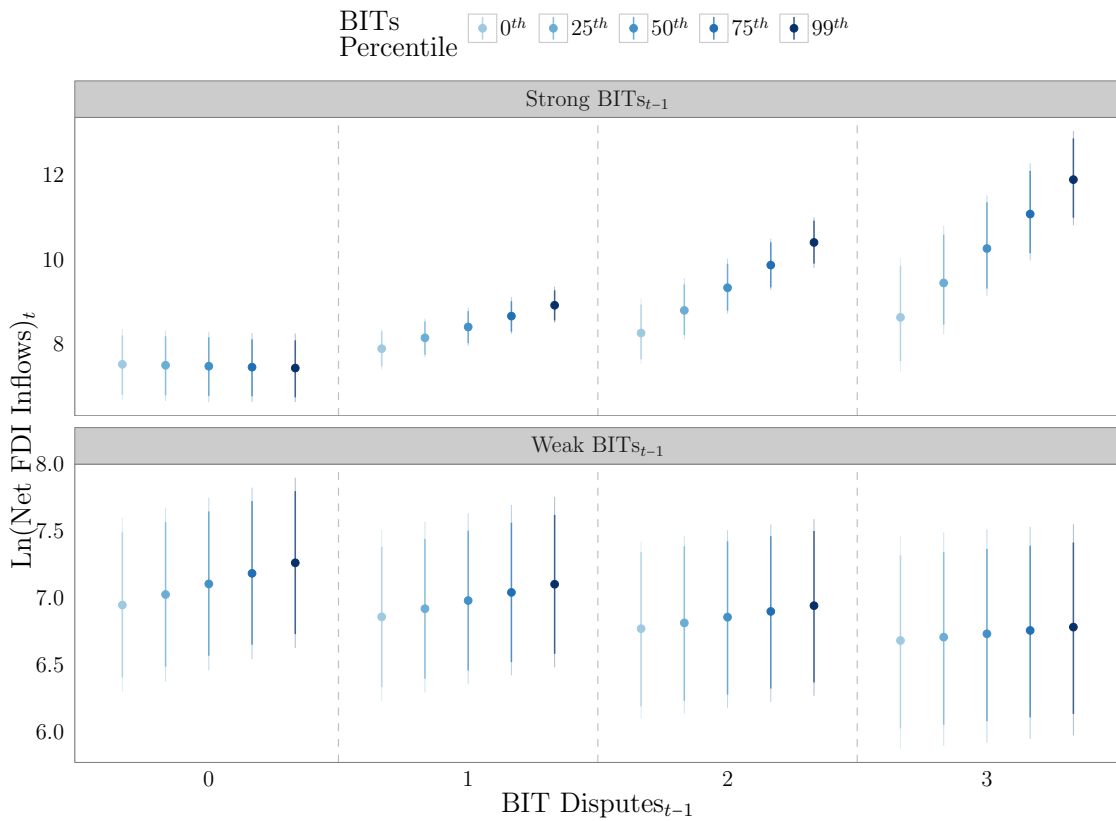 BITs
Percentile
0th 25th 50th 75th 99th
Strong BITst−1
12
10
8
Ln(Net FDI Inflows)t
Weak BITst−1
8.0
7.5
7.0
6.5
6.0
0 1 2 3
BIT Disputest−1